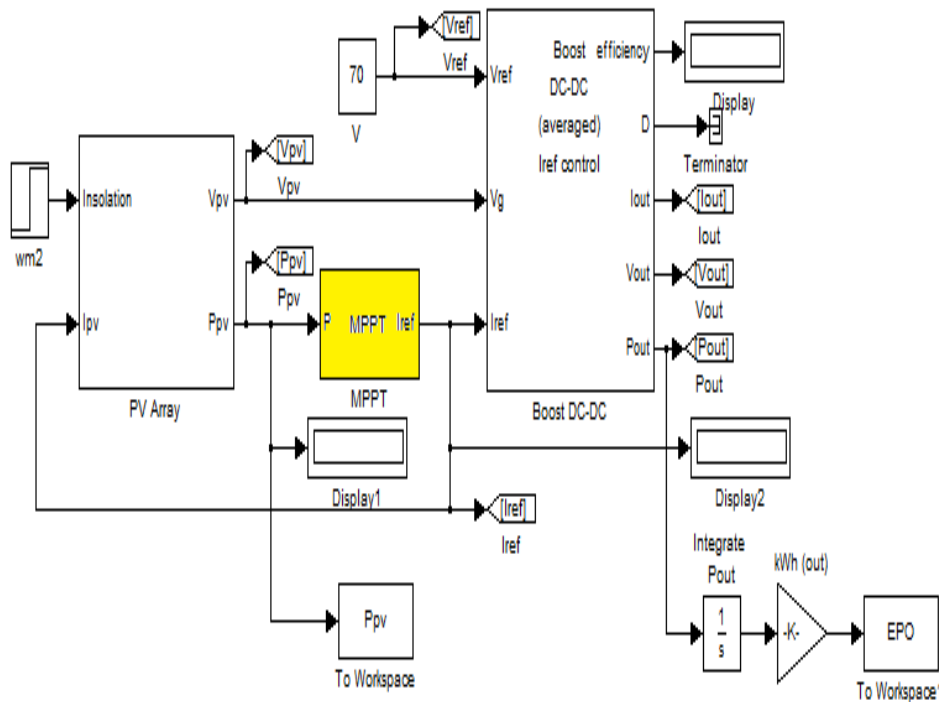 [Vref]
Vref
70
V
Boost efficiency
DC-DC
(averaged)
Iref control
Vref
Vg
Iref
D
Iout
Vout
Pout
Boost DC-DC
Display
Terminator
[Iout]
Iout
[Vout]
Vout
[Pout]
Pout
wm2
Insolation
Ipv
Vpv
Ppv
PV Array
[Vpv]
Vpv
[Ppv]
Ppv
P MPPT Iref
MPPT
Display1
Display2
[Iref]
Iref
Ppv
To Workspace
Integrate
Pout
1
s
kWh (out)
-K-
EPO
To Workspace1